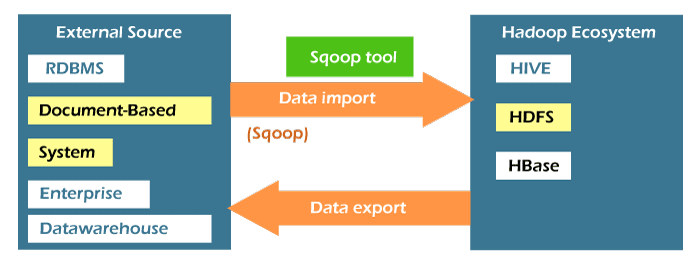 External Source
RDBMS
Document-Based
System
Enterprise
Datawarehouse
Sqoop tool
Data import
(Sqoop)
Data export
Hadoop Ecosystem
HIVE
HDFS
HBase